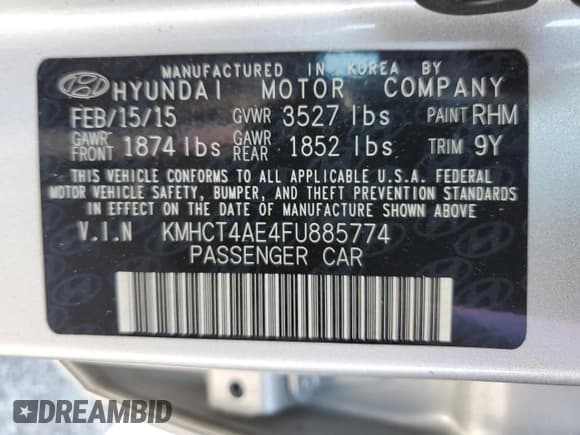 MANUFACTURED IN KOREA BY
HYUNDAI MOTOR COMPANY
FEB/15/15 GVWR 3527 lbs PAINT RHM
GAWR FRONT 1874 lbs GAWR REAR 1852 lbs TRIM 9Y
THIS VEHICLE CONFORMS TO ALL APPLICABLE U.S.A. FEDERAL
MOTOR VEHICLE SAFETY, BUMPER, AND THEFT PREVENTION STANDARDS
IN EFFECT ON THE DATE OF MANUFACTURE SHOWN ABOVE.
V.I.N KMHCT4AE4FU885774
PASSENGER CAR
DREAMBID